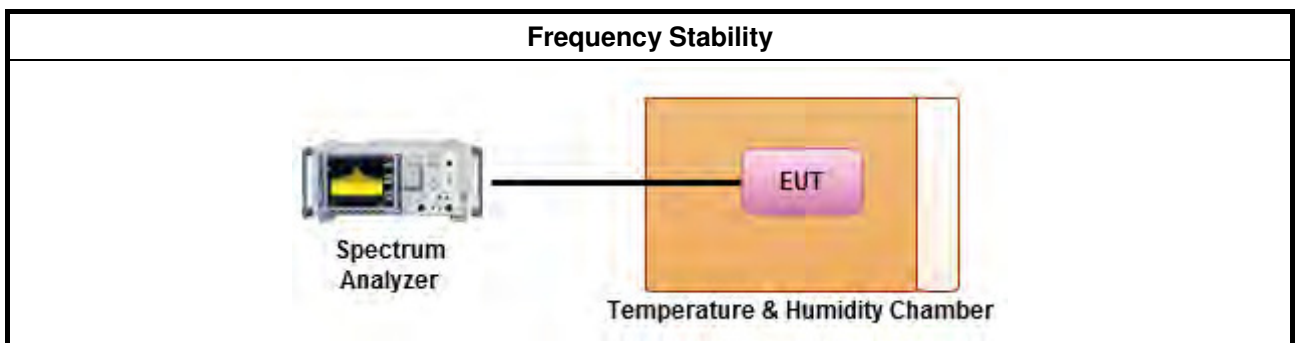 Frequency Stability
EUT
Spectrum
Analyzer
Temperature & Humidity Chamber